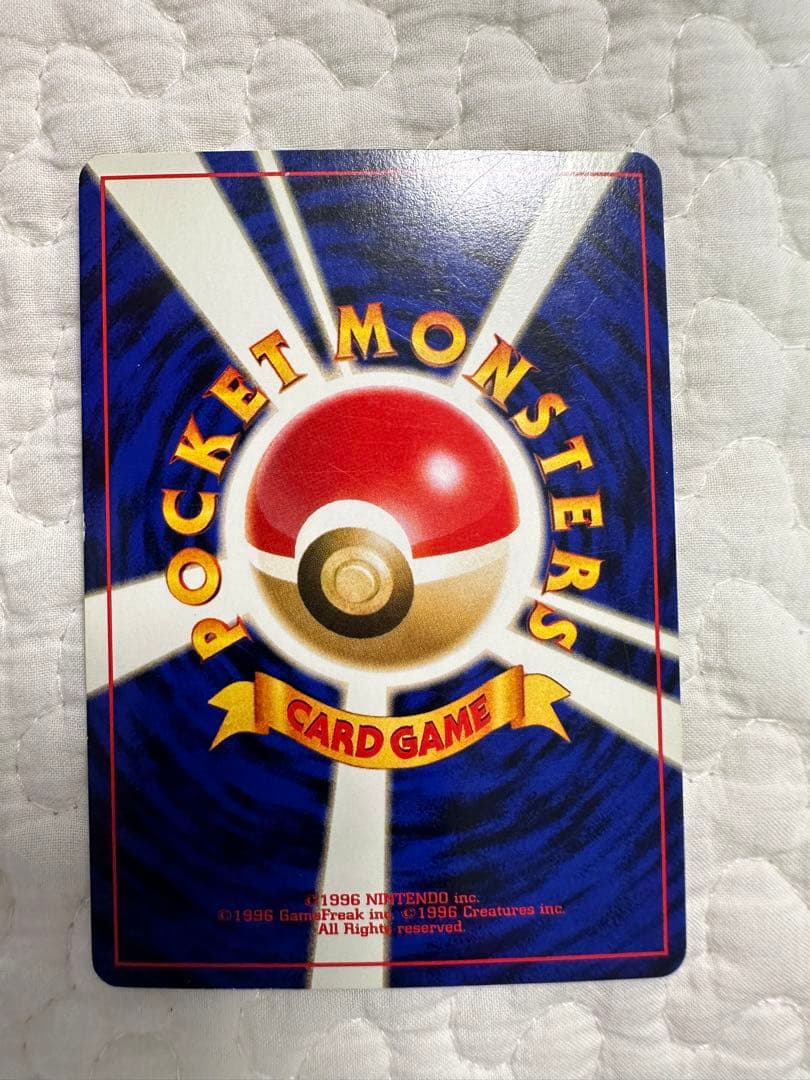 POCKET MONSTERS
CARD GAME
©1996 NINTENDO inc.
©1996 GameFreak inc. ©1996 Creatures inc.
All Rights reserved.